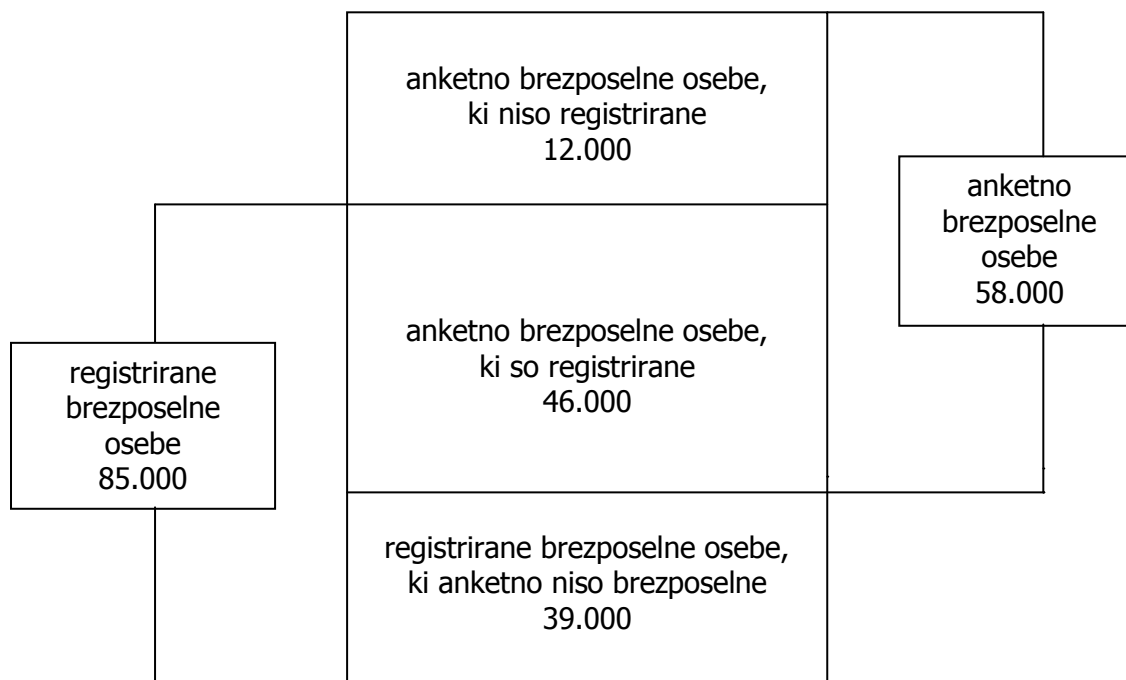 anketno brezposelne osebe,
ki niso registrirane
12.000
anketno
brezposelne
osebe
58.000
anketno brezposelne osebe,
ki so registrirane
46.000
registrirane
brezposelne
osebe
85.000
registrirane brezposelne osebe,
ki anketno niso brezposelne
39.000